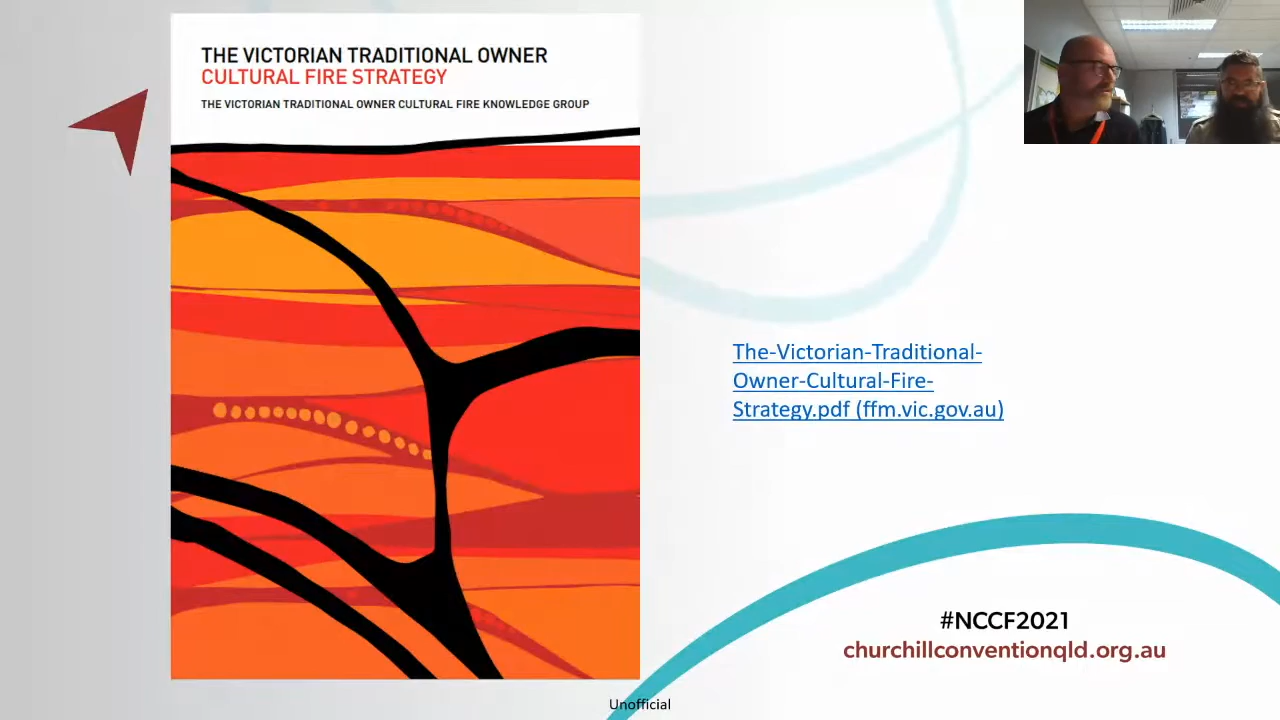 THE VICTORIAN TRADITIONAL OWNER
CULTURAL FIRE STRATEGY
THE VICTORIAN TRADITIONAL OWNER CULTURAL FIRE KNOWLEDGE GROUP
The-Victorian-Traditional-
Owner-Cultural-Fire-
Strategy.pdf (ffm.vic.gov.au)
#NCCF2021
churchillconventionqld.org.au
Unofficial